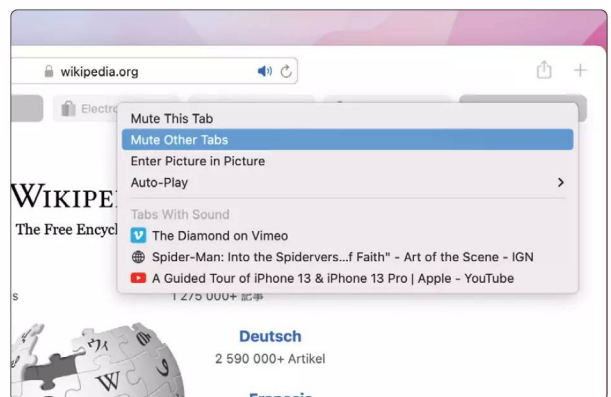 wikipedia.org
Electro
Mute This Tab
Mute Other Tabs
Enter Picture in Picture
Auto-Play
WIKIPE
Tabs With Sound
The Free Encycl
The Diamond on Vimeo
Spider-Man: Into the Spidervers...f Faith" - Art of the Scene - IGN
A Guided Tour of iPhone 13 & iPhone 13 Pro | Apple - YouTube
s
1 275 000+ 記事
Deutsch
2 590 000+ Artikel
W
Français